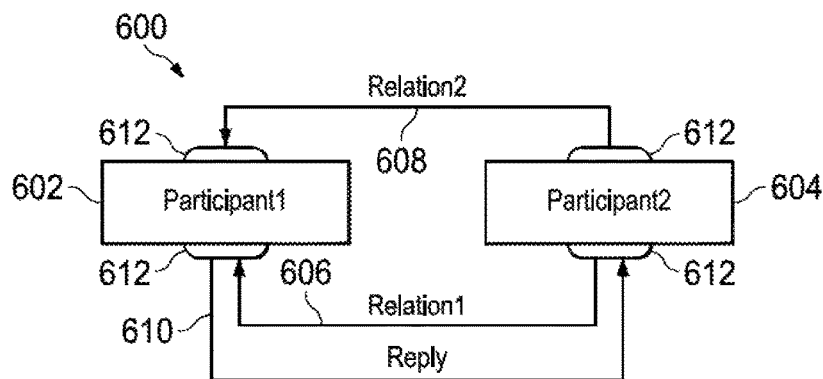 600
Relation2
612
608
612
602
Participant1
Participant2
604
612
606
612
610
Relation1
Reply